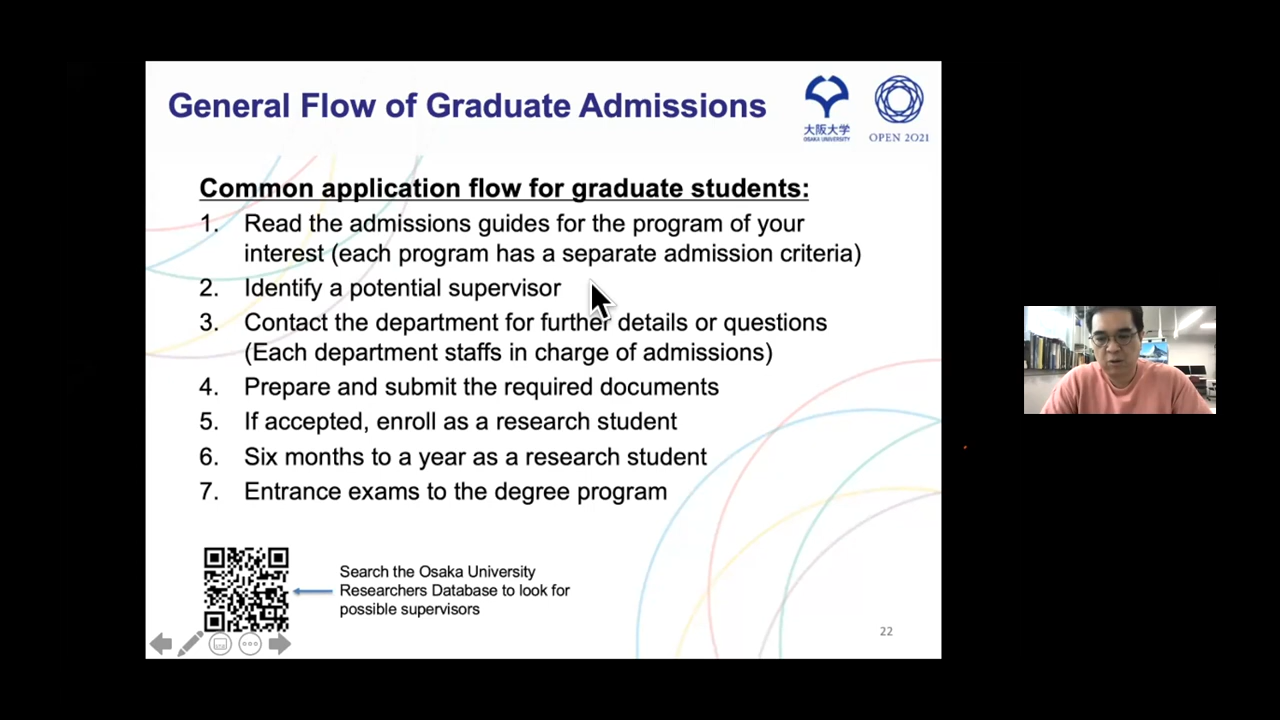 General Flow of Graduate Admissions
大阪大学
OSAKA UNIVERSITY
OPEN 2021
Common application flow for graduate students:
1. Read the admissions guides for the program of your
interest (each program has a separate admission criteria)
2. Identify a potential supervisor
3. Contact the department for further details or questions
(Each department staffs in charge of admissions)
4. Prepare and submit the required documents
5. If accepted, enroll as a research student
6. Six months to a year as a research student
7. Entrance exams to the degree program
Search the Osaka University
Researchers Database to look for
possible supervisors
22